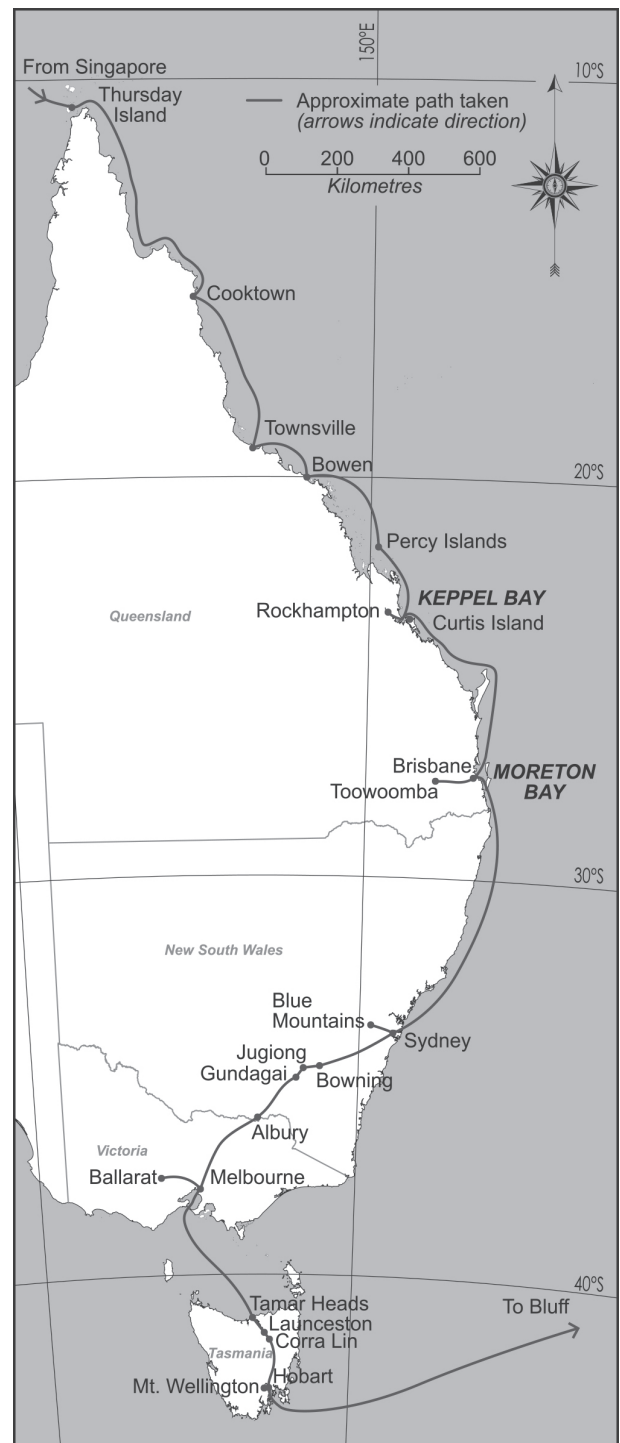 150°E
10°S
From Singapore
Thursday
Island
Approximate path taken
(arrows indicate direction)
0 200 400 600
Kilometres
Cooktown
Townsville
Bowen
20°S
Percy Islands
KEPPEL BAY
Rockhampton
Curtis Island
Queensland
Brisbane
MORETON
BAY
Toowoomba
30°S
New South Wales
Blue
Mountains
Sydney
Jugiong
Gundagai
Bowning
Albury
Victoria
Ballarat
Melbourne
40°S
Tamar Heads
Launceston
Corra Lin
To Bluff
Tasmania
Hobart
Mt. Wellington